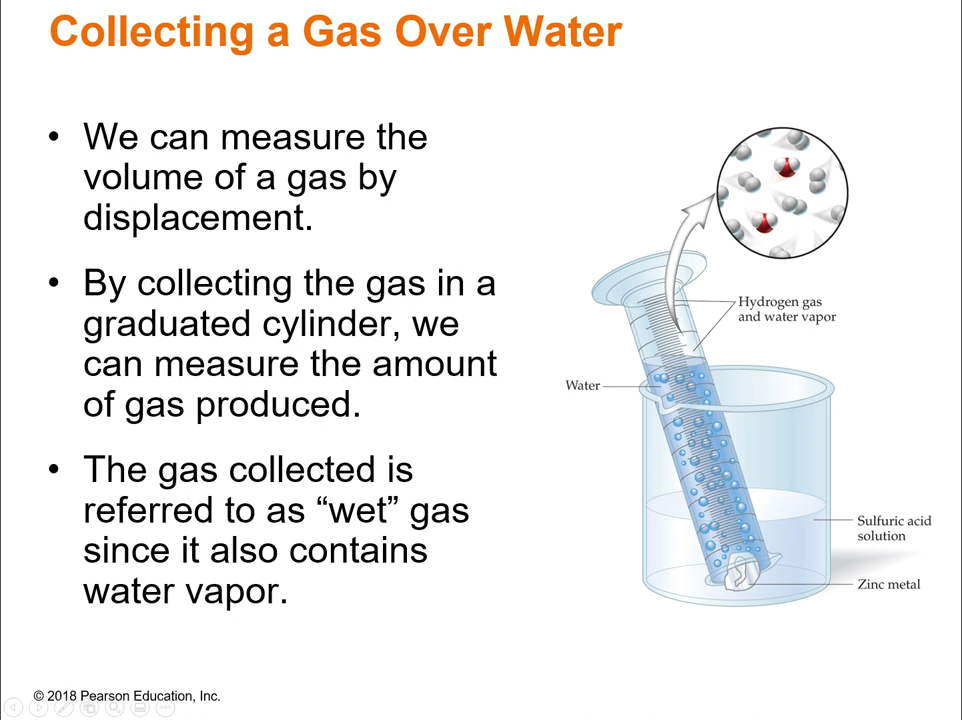 Collecting a Gas Over Water
• We can measure the
volume of a gas by
displacement.
• By collecting the gas in a
graduated cylinder, we
can measure the amount
of gas produced.
• The gas collected is
referred to as “wet” gas
since it also contains
water vapor.
Hydrogen gas
and water vapor
Water
Sulfuric acid
solution
Zinc metal
© 2018 Pearson Education, Inc.